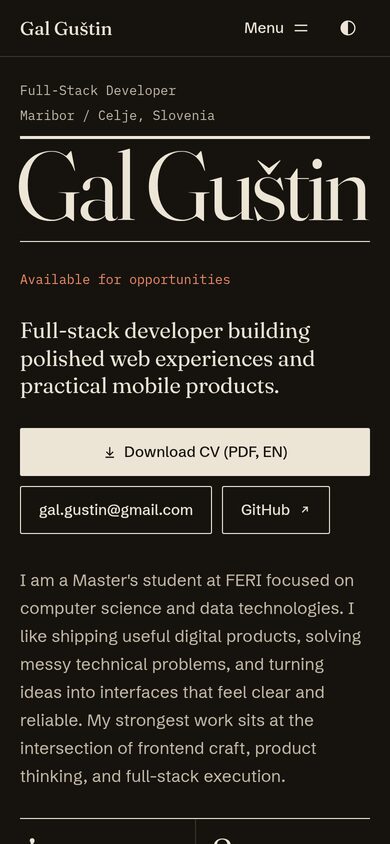 Gal Guštin
Menu
Full-Stack Developer
Maribor / Celje, Slovenia
Gal Guštin
Available for opportunities
Full-stack developer building
polished web experiences and
practical mobile products.
Download CV (PDF, EN)
gal.gustin@gmail.com
GitHub ↗
I am a Master's student at FERI focused on
computer science and data technologies. I
like shipping useful digital products, solving
messy technical problems, and turning
ideas into interfaces that feel clear and
reliable. My strongest work sits at the
intersection of frontend craft, product
thinking, and full-stack execution.